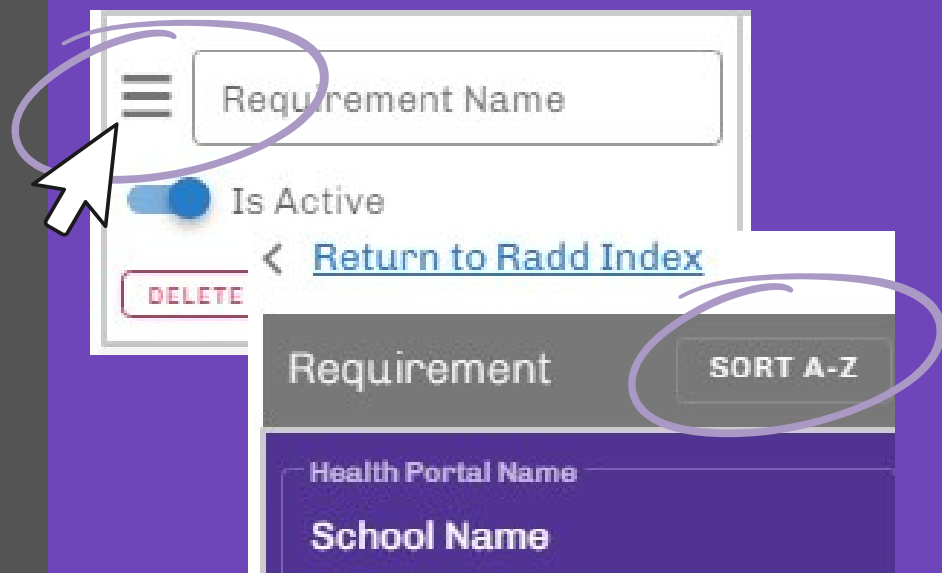 Requirement Name
Is Active
DELETE
Return to Radd Index
Requirement
SORT A-Z
Health Portal Name
School Name